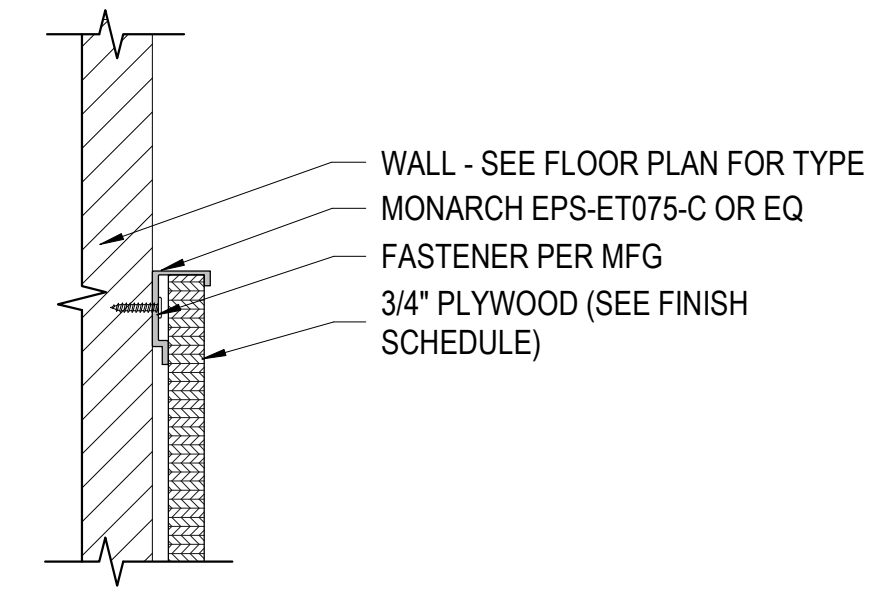 WALL - SEE FLOOR PLAN FOR TYPE
MONARCH EPS-ET075-C OR EQ
FASTENER PER MFG
3/4" PLYWOOD (SEE FINISH
SCHEDULE)